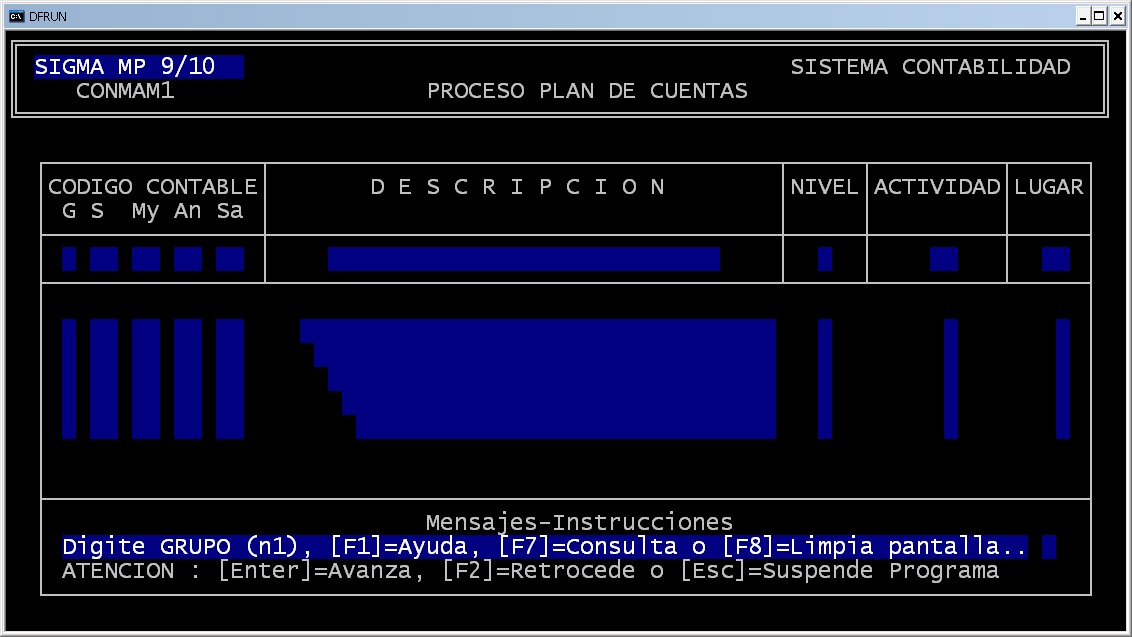 DFRUN
SIGMA MP 9/10 SISTEMA CONTABILIDAD
CONMAM1 PROCESO PLAN DE CUENTAS
CODIGO CONTABLE D E S C R I P C I O N NIVEL ACTIVIDAD LUGAR
G S My An Sa
Mensajes-Instrucciones
Digite GRUPO (n1), [F1]=Ayuda, [F7]=Consulta o [F8]=Limpia pantalla..
ATENCION : [Enter]=Avanza, [F2]=Retrocede o [Esc]=Suspende Programa